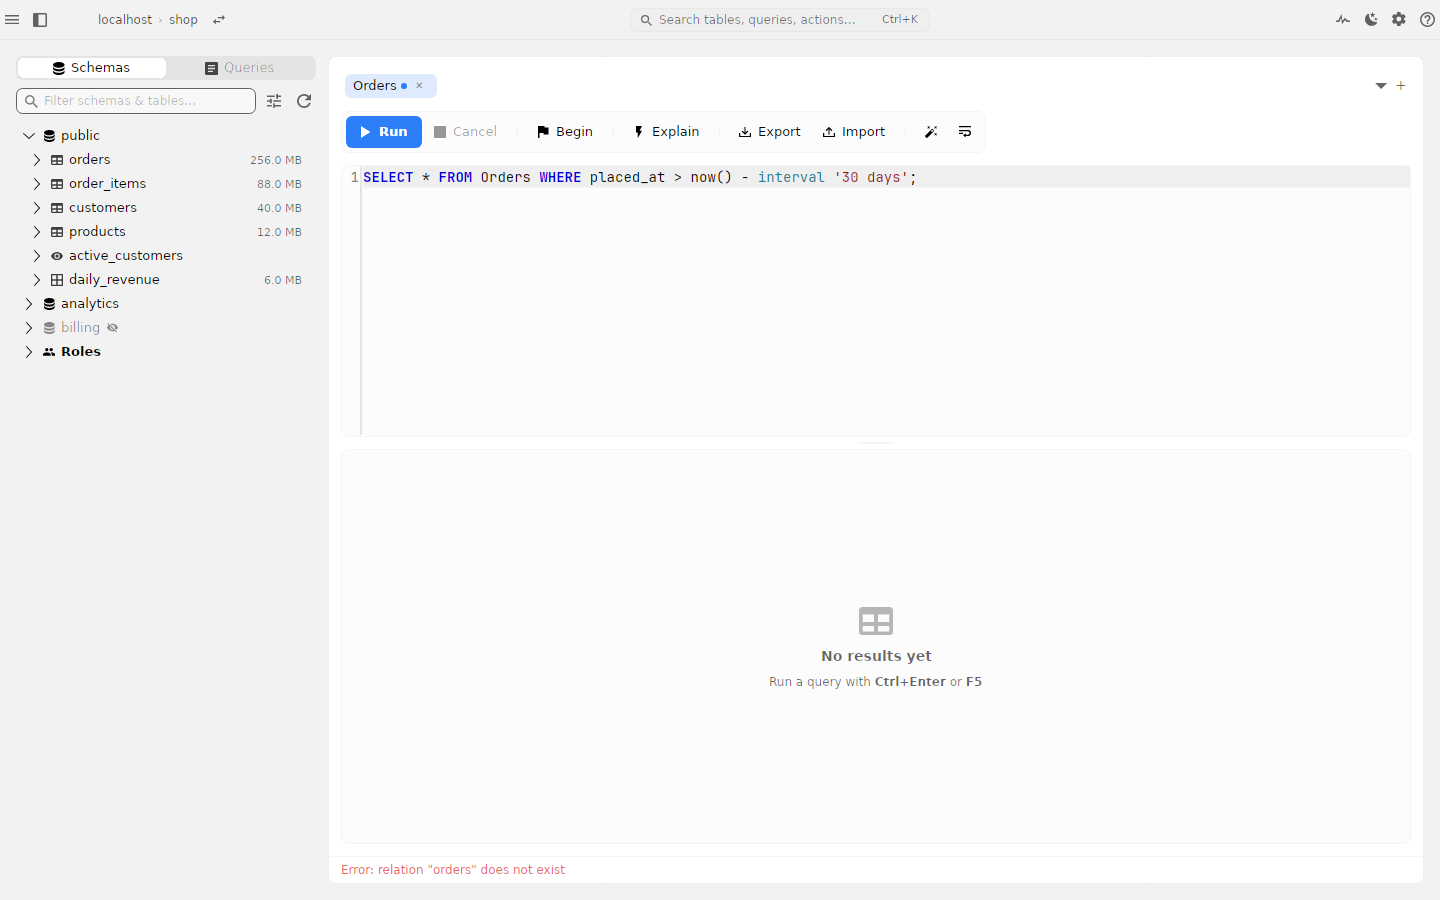 localhost › shop
Search tables, queries, actions... Ctrl+K
Schemas Queries
Filter schemas & tables...
public
orders 256.0 MB
order_items 88.0 MB
customers 40.0 MB
products 12.0 MB
active_customers
daily_revenue 6.0 MB
analytics
billing
Roles
Orders × +
Run Cancel Begin Explain Export Import
1 SELECT * FROM Orders WHERE placed_at > now() - interval '30 days';
No results yet
Run a query with Ctrl+Enter or F5
Error: relation "orders" does not exist